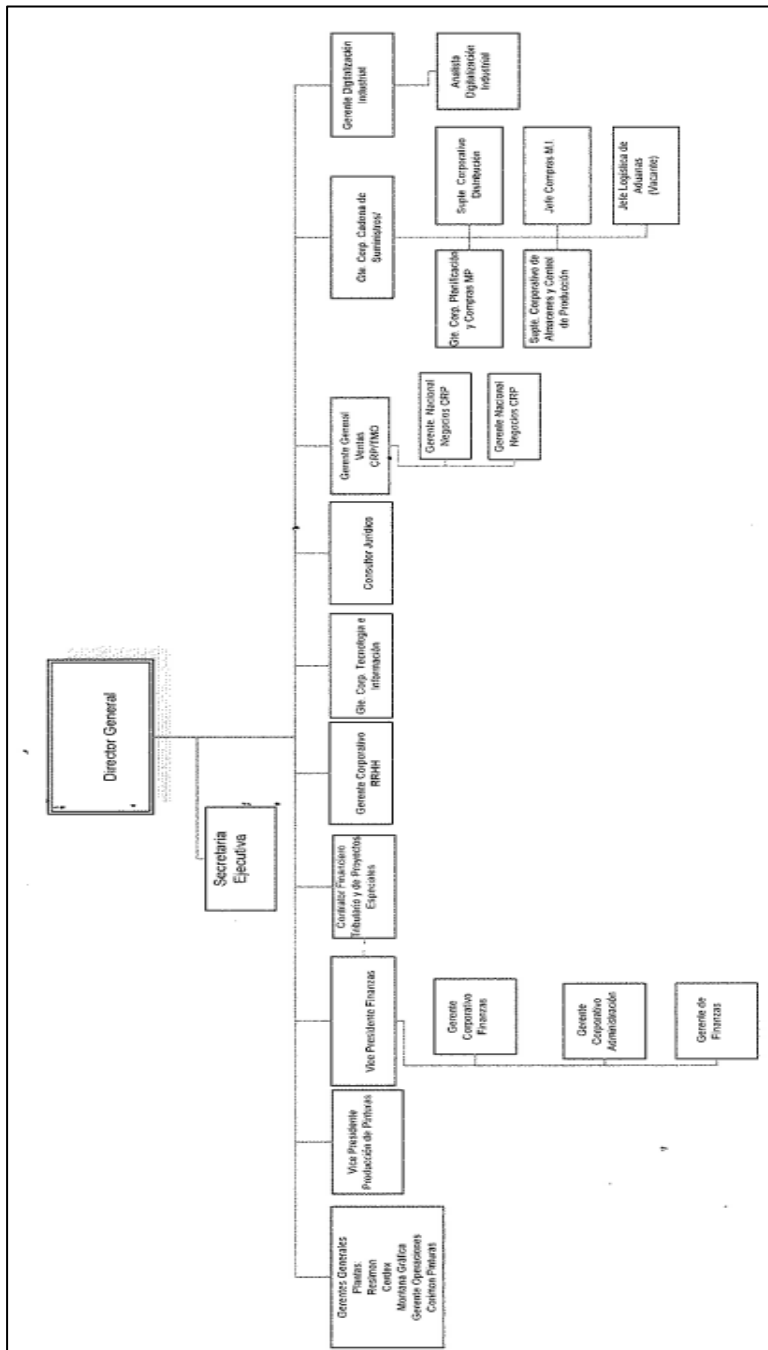 Director General
Secretaria
Ejecutiva
Gerentes Generales
Plantas:
Resimon
Cerdex
Montana Gráfica
Gerente Operaciones
Corimon Pinturas
Vice Presidente
Producción de Pinturas
Vice Presidente Finanzas
Contralor Financiero
Tributario y de Proyectos
Especiales
Gerente Corporativo
RRHH
Gte. Corp. Tecnología e
Información
Consultor Jurídico
Gerente General
Ventas
CRP/TMO
Gte. Corp. Cadena de
Suministros/
Gerente Digitalización
Industrial
Gerente
Corporativo
Finanzas
Gerente
Corporativo
Administración
Gerente de
Finanzas
Gerente. Nacional
Negocios CRP
Gerente Nacional
Negocios CRP
Gte. Corp. Planificación
y Compras MP
Suple. Corporativo
Distribución
Suple. Corporativo de
Almacenes y Control
de Producción
Jefe Compras M.I.
Jefe Logística de
Aduanas
(Vacante)
Analista
Digitalización
Industrial